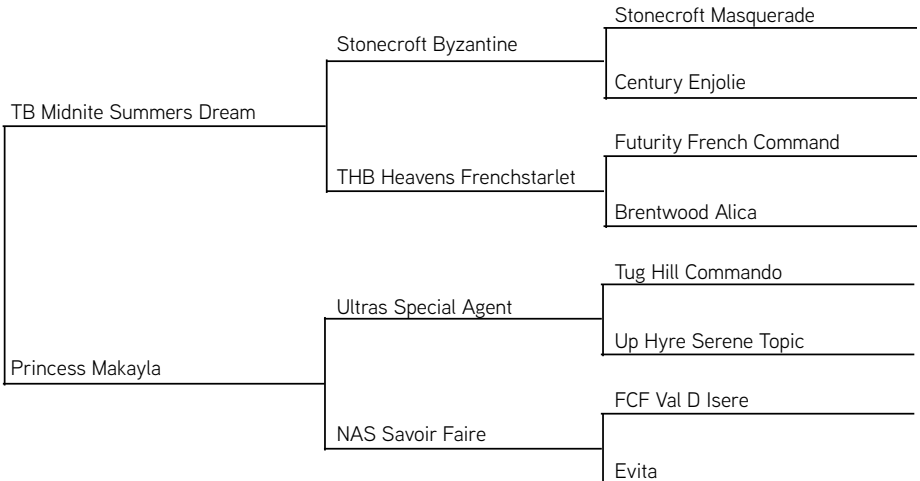 Stonecroft Masquerade
Stonecroft Byzantine
Century Enjolie
TB Midnite Summers Dream
Futurity French Command
THB Heavens Frenchstarlet
Brentwood Alica
Tug Hill Commando
Ultras Special Agent
Up Hyre Serene Topic
Princess Makayla
FCF Val D Isere
NAS Savoir Faire
Evita